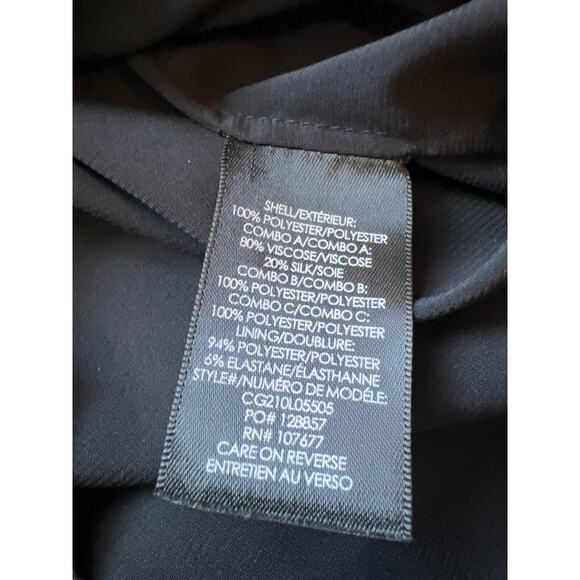 SHELL/EXTÉRIEUR:
100% POLYESTER/POLYESTER
COMBO A/COMBO A:
80% VISCOSE/VISCOSE
20% SILK/SOIE
COMBO B/COMBO B:
100% POLYESTER/POLYESTER
COMBO C/COMBO C:
100% POLYESTER/POLYESTER
LINING/DOUBLURE:
94% POLYESTER/POLYESTER
6% ELASTANE/ÉLASTHANNE
STYLE#/NUMÉRO DE MODÉLE:
CG210L05505
PO# 128857
RN# 107677
CARE ON REVERSE
ENTRETIEN AU VERSO